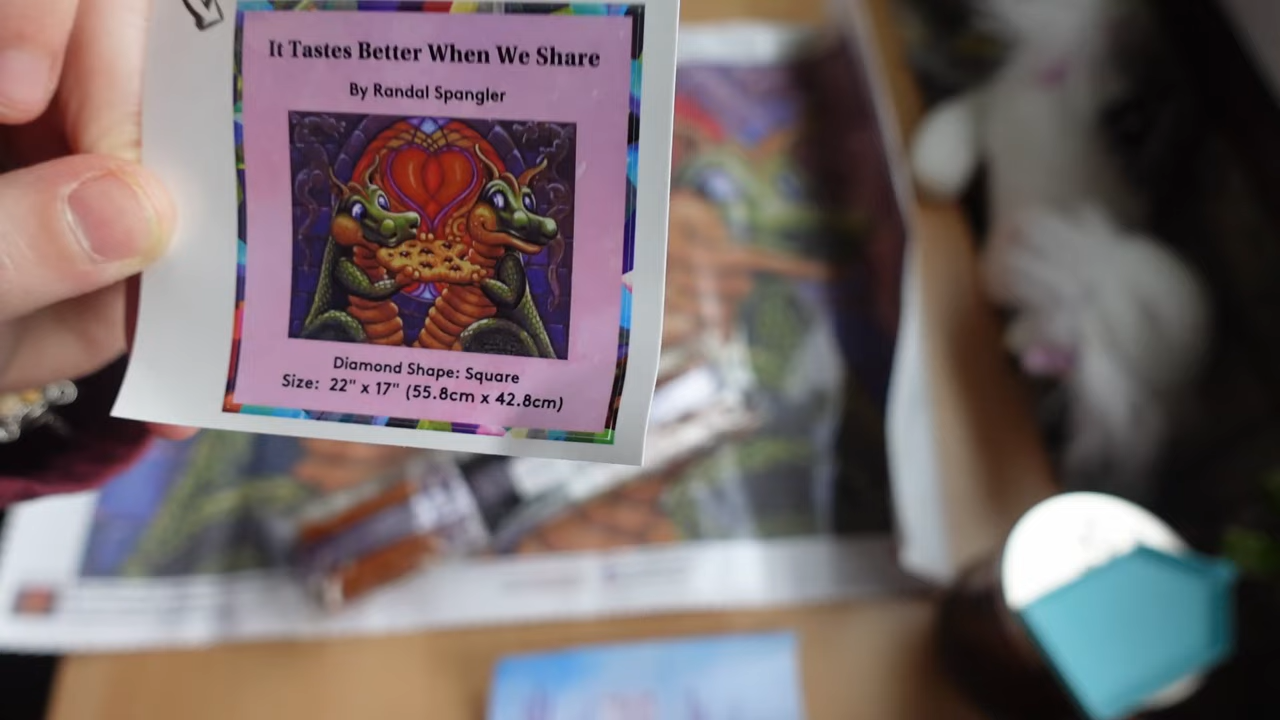 It Tastes Better When We Share
By Randal Spangler
Diamond Shape: Square
Size: 22" x 17" (55.8cm x 42.8cm)